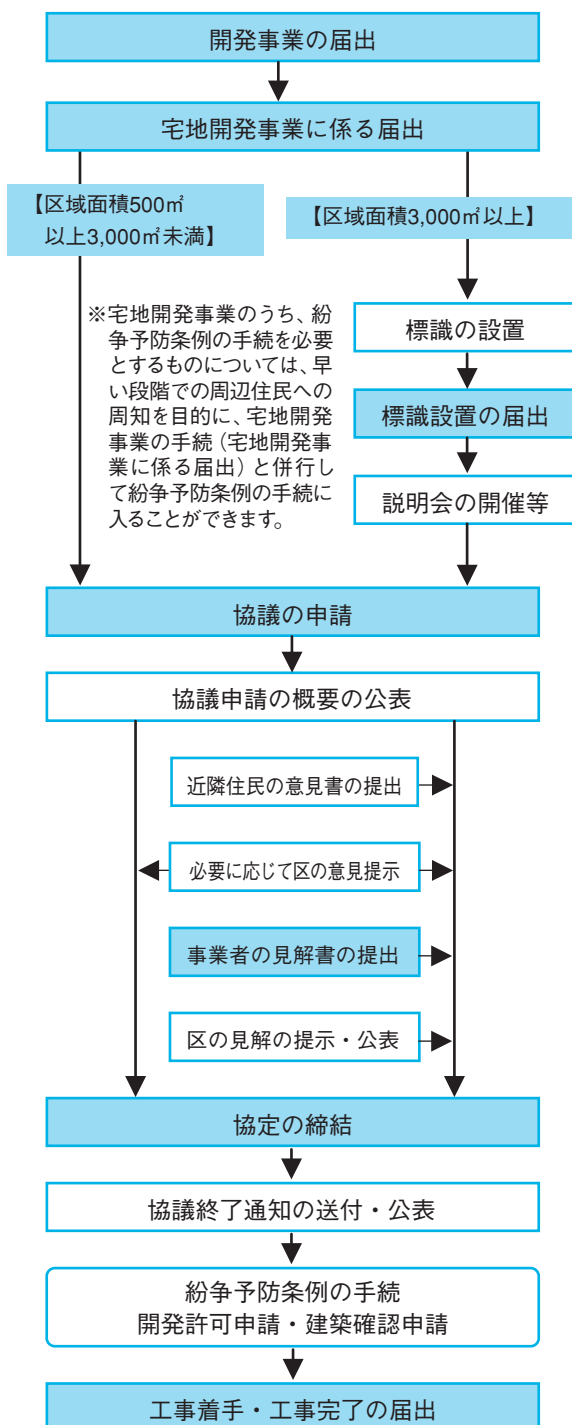 開発事業の届出
宅地開発事業に係る届出
【区域面積500㎡
以上3,000㎡未満】
【区域面積3,000㎡以上】
※宅地開発事業のうち、紛
争予防条例の手続を必要
とするものについては、早
い段階での周辺住民への
周知を目的に、宅地開発
事業の手続（宅地開発事
業に係る届出）と併行し
て紛争予防条例の手続に
入ることができます。
標識の設置
標識設置の届出
説明会の開催等
協議の申請
協議申請の概要の公表
近隣住民の意見書の提出
必要に応じて区の意見提示
事業者の見解書の提出
区の見解の提示・公表
協定の締結
協議終了通知の送付・公表
紛争予防条例の手続
開発許可申請・建築確認申請
工事着手・工事完了の届出